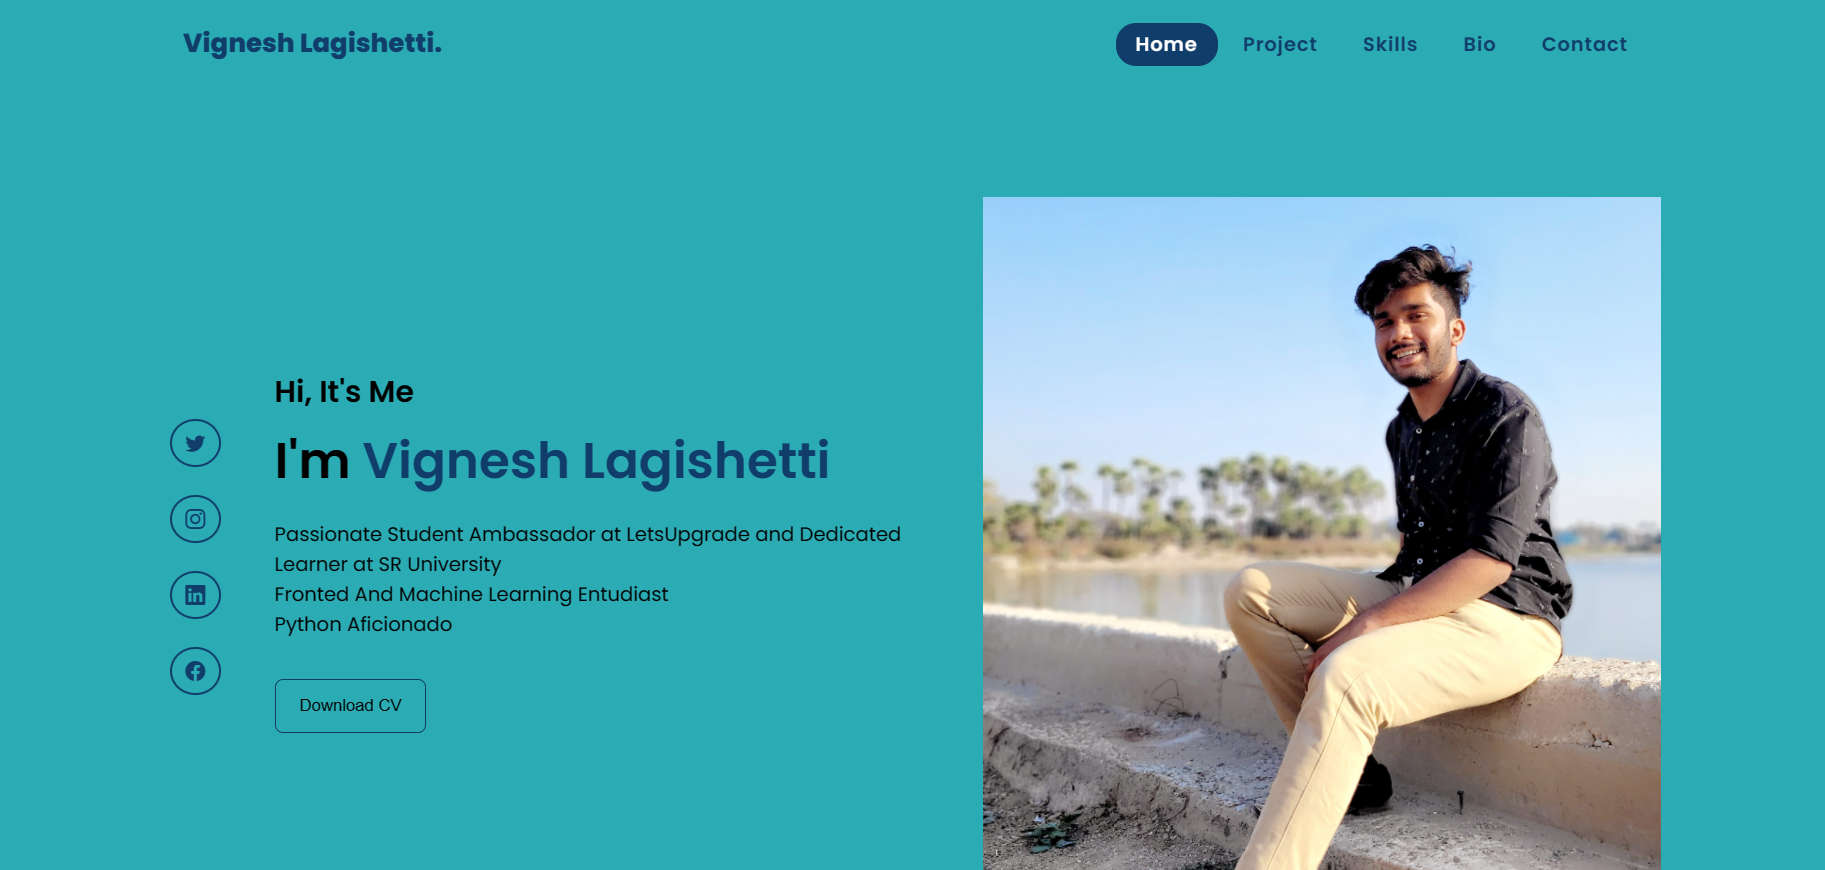 Vignesh Lagishetti.
Home Project Skills Bio Contact
Hi, It's Me
I'm Vignesh Lagishetti
Passionate Student Ambassador at LetsUpgrade and Dedicated
Learner at SR University
Fronted And Machine Learning Entudiast
Python Aficionado
Download CV